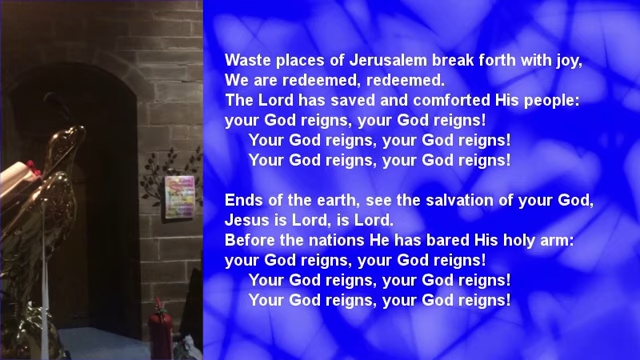 Waste places of Jerusalem break forth with joy,
We are redeemed, redeemed.
The Lord has saved and comforted His people:
your God reigns, your God reigns!
Your God reigns, your God reigns!
Your God reigns, your God reigns!
Ends of the earth, see the salvation of your God,
Jesus is Lord, is Lord.
Before the nations He has bared His holy arm:
your God reigns, your God reigns!
Your God reigns, your God reigns!
Your God reigns, your God reigns!